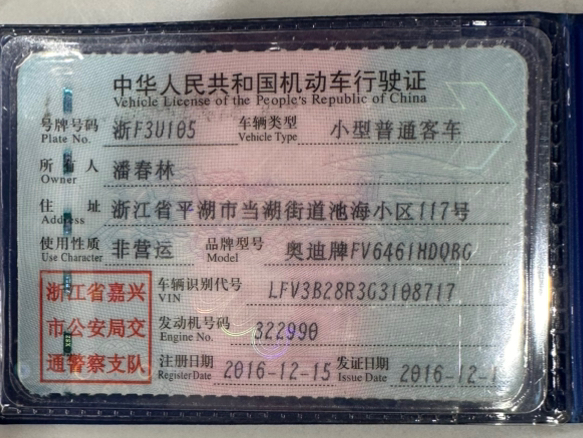 中华人民共和国机动车行驶证
Vehicle License of the People's Republic of China
号牌号码 浙F3U105 车辆类型 小型普通客车
Plate No. Vehicle Type
所有人 潘春林
Owner
住址 浙江省平湖市当湖街道池海小区117号
Address
使用性质 非营运 品牌型号 奥迪牌FV6461HDQBG
Use Character Model
浙江省嘉兴 车辆识别代号 LFV3B28R3G3108717
VIN
市公安局交 发动机号码 322990
Engine No.
通警察支队 注册日期 2016-12-15 发证日期 2016-12-1
Register Date Issue Date